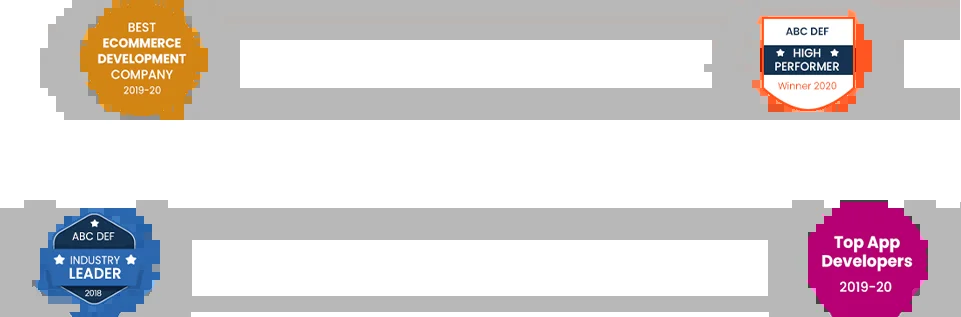 BEST
ECOMMERCE
DEVELOPMENT
COMPANY
2019-20
ABC DEF
HIGH
PERFORMER
Winner 2020
ABC DEF
INDUSTRY
LEADER
2018
Top App
Developers
2019-20